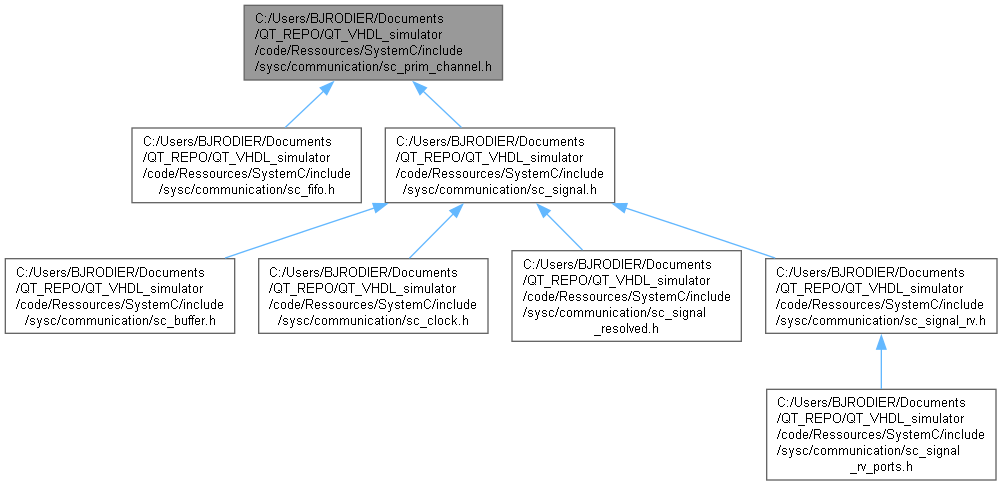 C:/Users/BJRODIER/Documents
/QT_REPO/QT_VHDL_simulator
/code/Ressources/SystemC/include
/sysc/communication/sc_prim_channel.h
C:/Users/BJRODIER/Documents
/QT_REPO/QT_VHDL_simulator
/code/Ressources/SystemC/include
/sysc/communication/sc_fifo.h
C:/Users/BJRODIER/Documents
/QT_REPO/QT_VHDL_simulator
/code/Ressources/SystemC/include
/sysc/communication/sc_signal.h
C:/Users/BJRODIER/Documents
/QT_REPO/QT_VHDL_simulator
/code/Ressources/SystemC/include
/sysc/communication/sc_buffer.h
C:/Users/BJRODIER/Documents
/QT_REPO/QT_VHDL_simulator
/code/Ressources/SystemC/include
/sysc/communication/sc_clock.h
C:/Users/BJRODIER/Documents
/QT_REPO/QT_VHDL_simulator
/code/Ressources/SystemC/include
/sysc/communication/sc_signal
_resolved.h
C:/Users/BJRODIER/Documents
/QT_REPO/QT_VHDL_simulator
/code/Ressources/SystemC/include
/sysc/communication/sc_signal_rv.h
C:/Users/BJRODIER/Documents
/QT_REPO/QT_VHDL_simulator
/code/Ressources/SystemC/include
/sysc/communication/sc_signal
_rv_ports.h